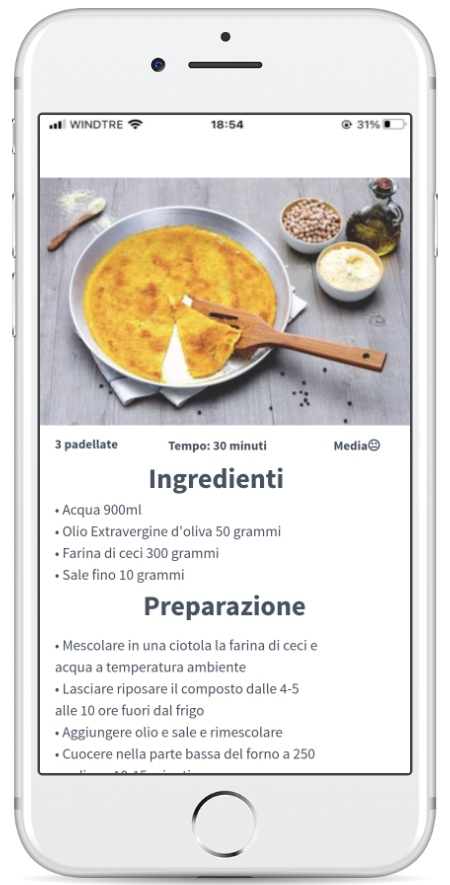 WINDTRE 18:54 31%
3 padellate Tempo: 30 minuti Media😐
Ingredienti
• Acqua 900ml
• Olio Extravergine d'oliva 50 grammi
• Farina di ceci 300 grammi
• Sale fino 10 grammi
Preparazione
• Mescolare in una ciotola la farina di ceci e
acqua a temperatura ambiente
• Lasciare riposare il composto dalle 4-5
alle 10 ore fuori dal frigo
• Aggiungere olio e sale e rimescolare
• Cuocere nella parte bassa del forno a 250